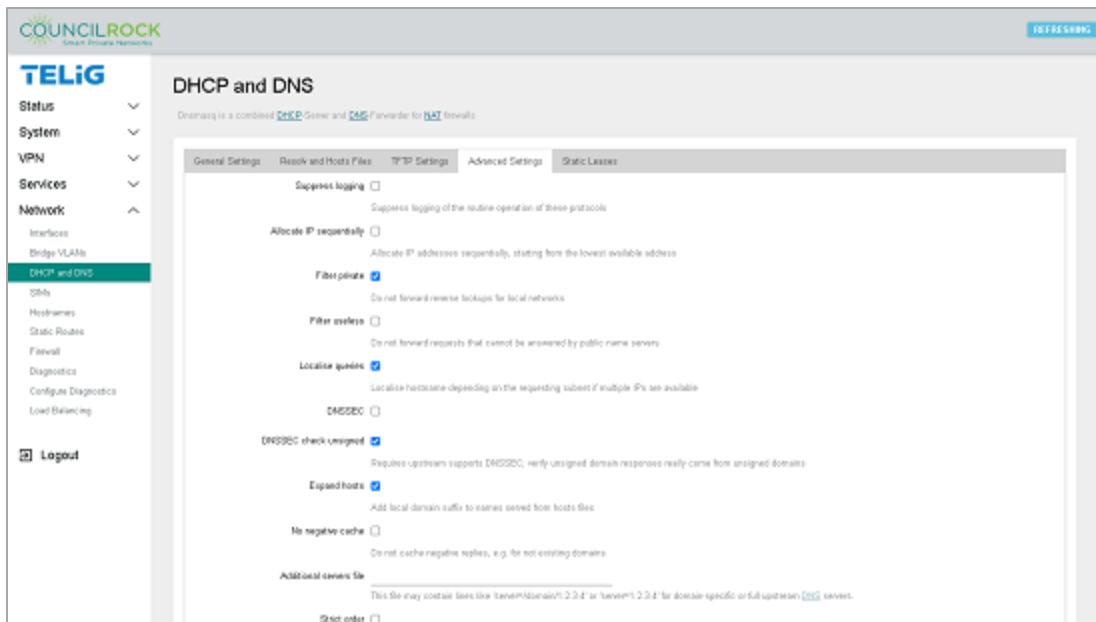 COUNCILROCK
Smart Private Networks
REFRESHING
TELiG
Status
System
VPN
Services
Network
Interfaces
Bridge VLANs
DHCP and DNS
SIMs
Hostnames
Static Routes
Firewall
Diagnostics
Configure Diagnostics
Load Balancing
Logout
DHCP and DNS
Dnsmasq is a combined DHCP-Server and DNS-Forwarder for NAT firewalls
General Settings Resolv and Hosts Files TFTP Settings Advanced Settings Static Leases
Suppress logging
Suppress logging of the routine operation of these protocols
Allocate IP sequentially
Allocate IP addresses sequentially, starting from the lowest available address
Filter private
Do not forward reverse lookups for local networks
Filter useless
Do not forward requests that cannot be answered by public name servers
Localise queries
Localise hostname depending on the requesting subnet if multiple IPs are available
DNSSEC
DNSSEC check unsigned
Requires upstream supports DNSSEC; verify unsigned domain responses really come from unsigned domains
Expand hosts
Add local domain suffix to names served from hosts files
No negative cache
Do not cache negative replies, e.g. for not existing domains
Additional servers file
This file may contain lines like 'server=/domain/1.2.3.4' or 'server=1.2.3.4' for domain-specific or full upstream DNS servers.
Strict order